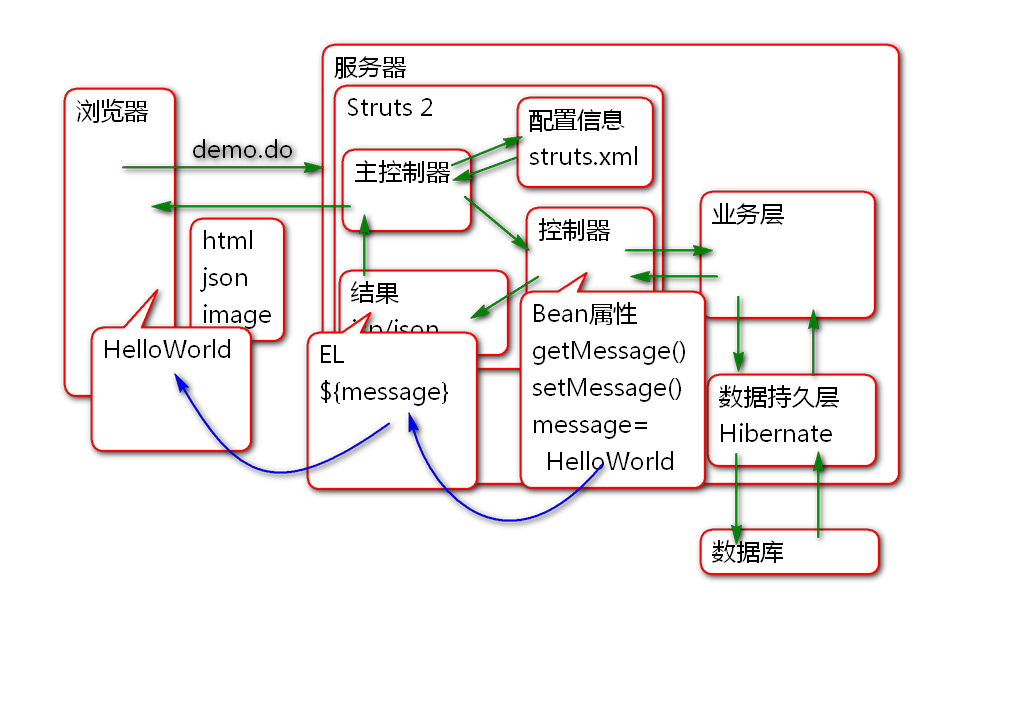 服务器
浏览器
Struts 2
配置信息
struts.xml
demo.do
主控制器
控制器
业务层
html
json
image
结果
Bean属性
getMessage()
setMessage()
message=
HelloWorld
HelloWorld
EL
${message}
数据持久层
Hibernate
数据库